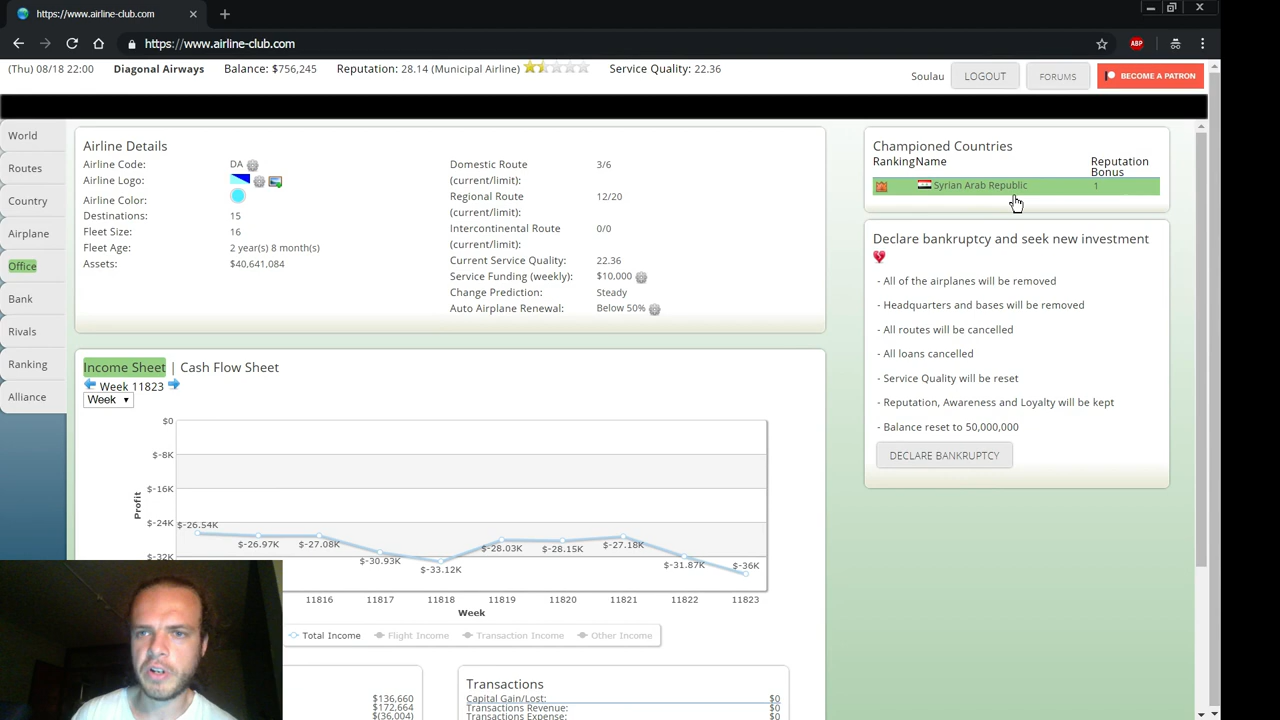 https://www.airline-club.com
https://www.airline-club.com
ABP
(Thu) 08/18 22:00 Diagonal Airways Balance: $756,245 Reputation: 28.14 (Municipal Airline) Service Quality: 22.36
Soulau LOGOUT FORUMS BECOME A PATRON
World
Routes
Country
Airplane
Office
Bank
Rivals
Ranking
Alliance
Airline Details
Airline Code: DA
Airline Logo:
Airline Color:
Destinations: 15
Fleet Size: 16
Fleet Age: 2 year(s) 8 month(s)
Assets: $40,641,084
Domestic Route 3/6
(current/limit):
Regional Route 12/20
(current/limit):
Intercontinental Route 0/0
(current/limit):
Current Service Quality: 22.36
Service Funding (weekly): $10,000
Change Prediction: Steady
Auto Airplane Renewal: Below 50%
Championed Countries
Ranking Name Reputation
Bonus
Syrian Arab Republic 1
Declare bankruptcy and seek new investment
- All of the airplanes will be removed
- Headquarters and bases will be removed
- All routes will be cancelled
- All loans cancelled
- Service Quality will be reset
- Reputation, Awareness and Loyalty will be kept
- Balance reset to 50,000,000
DECLARE BANKRUPTCY
Income Sheet | Cash Flow Sheet
Week 11823
Week
$0
$-8K
$-16K
$-24K
$-32K
Profit
$-26.54K
$-26.97K
$-27.08K
$-30.93K
$-33.12K
$-28.03K
$-28.15K
$-27.18K
$-31.87K
$-36K
11816 11817 11818 11819 11820 11821 11822 11823
Week
Total Income Flight Income Transaction Income Other Income
$136,660
$172,664
$(36,004)
Transactions
Capital Gain/Lost: $0
Transactions Revenue: $0
Transactions Expense: $0